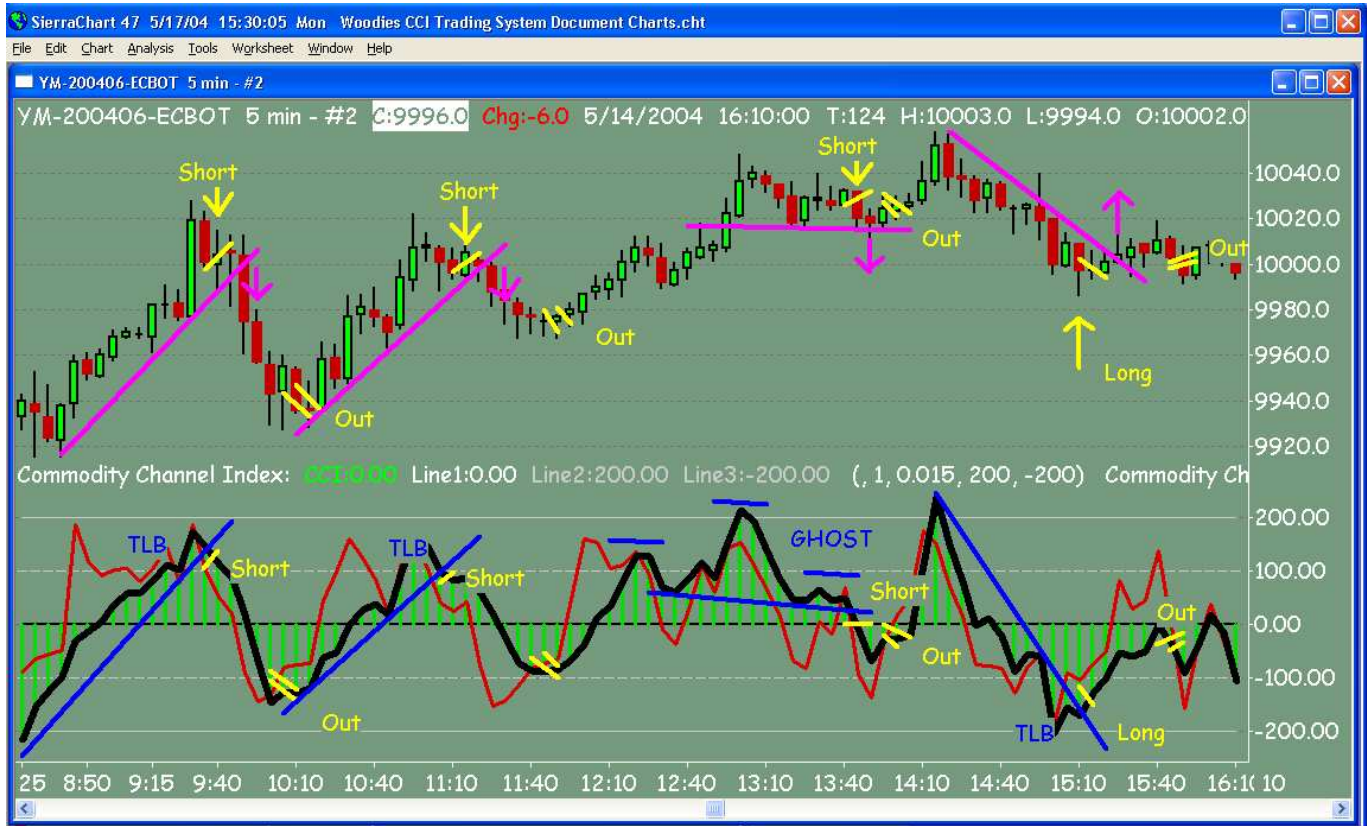 SierraChart 47 5/17/04 15:30:05 Mon Woodies CCI Trading System Document Charts.cht
File Edit Chart Analysis Tools Worksheet Window Help
YM-200406-ECBOT 5 min - #2
YM-200406-ECBOT 5 min - #2 C:9996.0 Chg:-6.0 5/14/2004 16:10:00 T:124 H:10003.0 L:9994.0 O:10002.0
Short
Short
Short
10040.0
10020.0
Out
Out
10000.0
9980.0
Out
9960.0
Long
9940.0
Out
9920.0
Commodity Channel Index: CCI:0.00 Line1:0.00 Line2:200.00 Line3:-200.00 (, 1, 0.015, 200, -200) Commodity Ch
200.00
TLB
TLB
GHOST
Short
Short
100.00
Short
Out
0.00
Out
-100.00
Out
TLB
Long
-200.00
25 8:50 9:15 9:40 10:10 10:40 11:10 11:40 12:10 12:40 13:10 13:40 14:10 14:40 15:10 15:40 16:1( 10